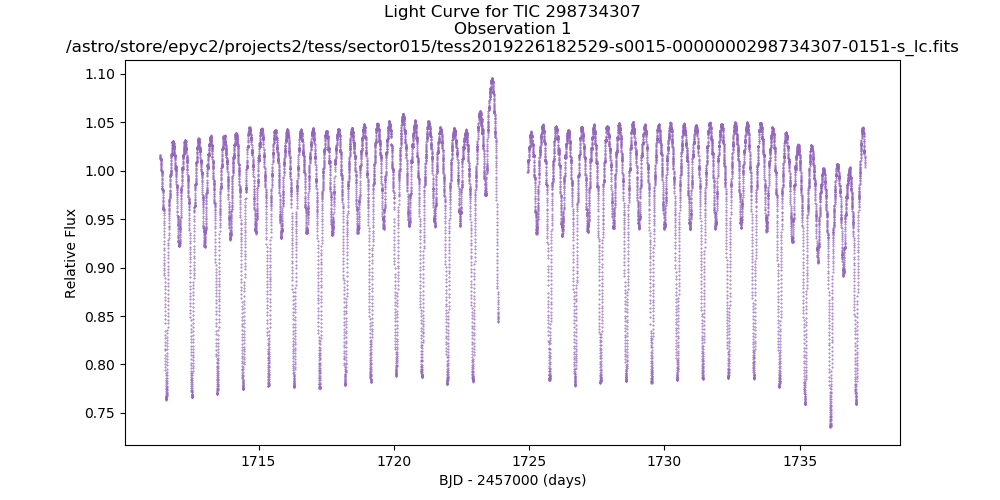 Light Curve for TIC 298734307
Observation 1
/astro/store/epyc2/projects2/tess/sector015/tess2019226182529-s0015-0000000298734307-0151-s_lc.fits
1.10
1.05
1.00
0.95
0.90
0.85
0.80
0.75
Relative Flux
1715
1720
1725
1730
1735
BJD - 2457000 (days)